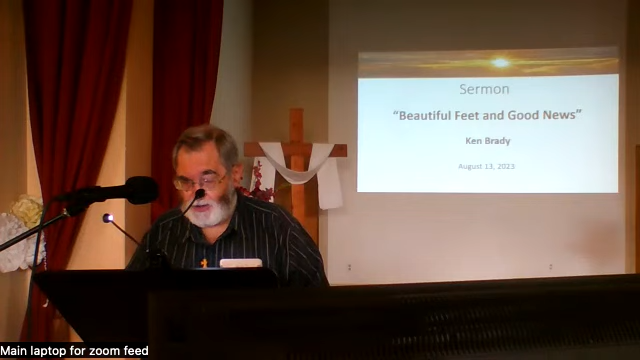 Sermon
“Beautiful Feet and Good News”
Ken Brady
August 13, 2023
Main laptop for zoom feed